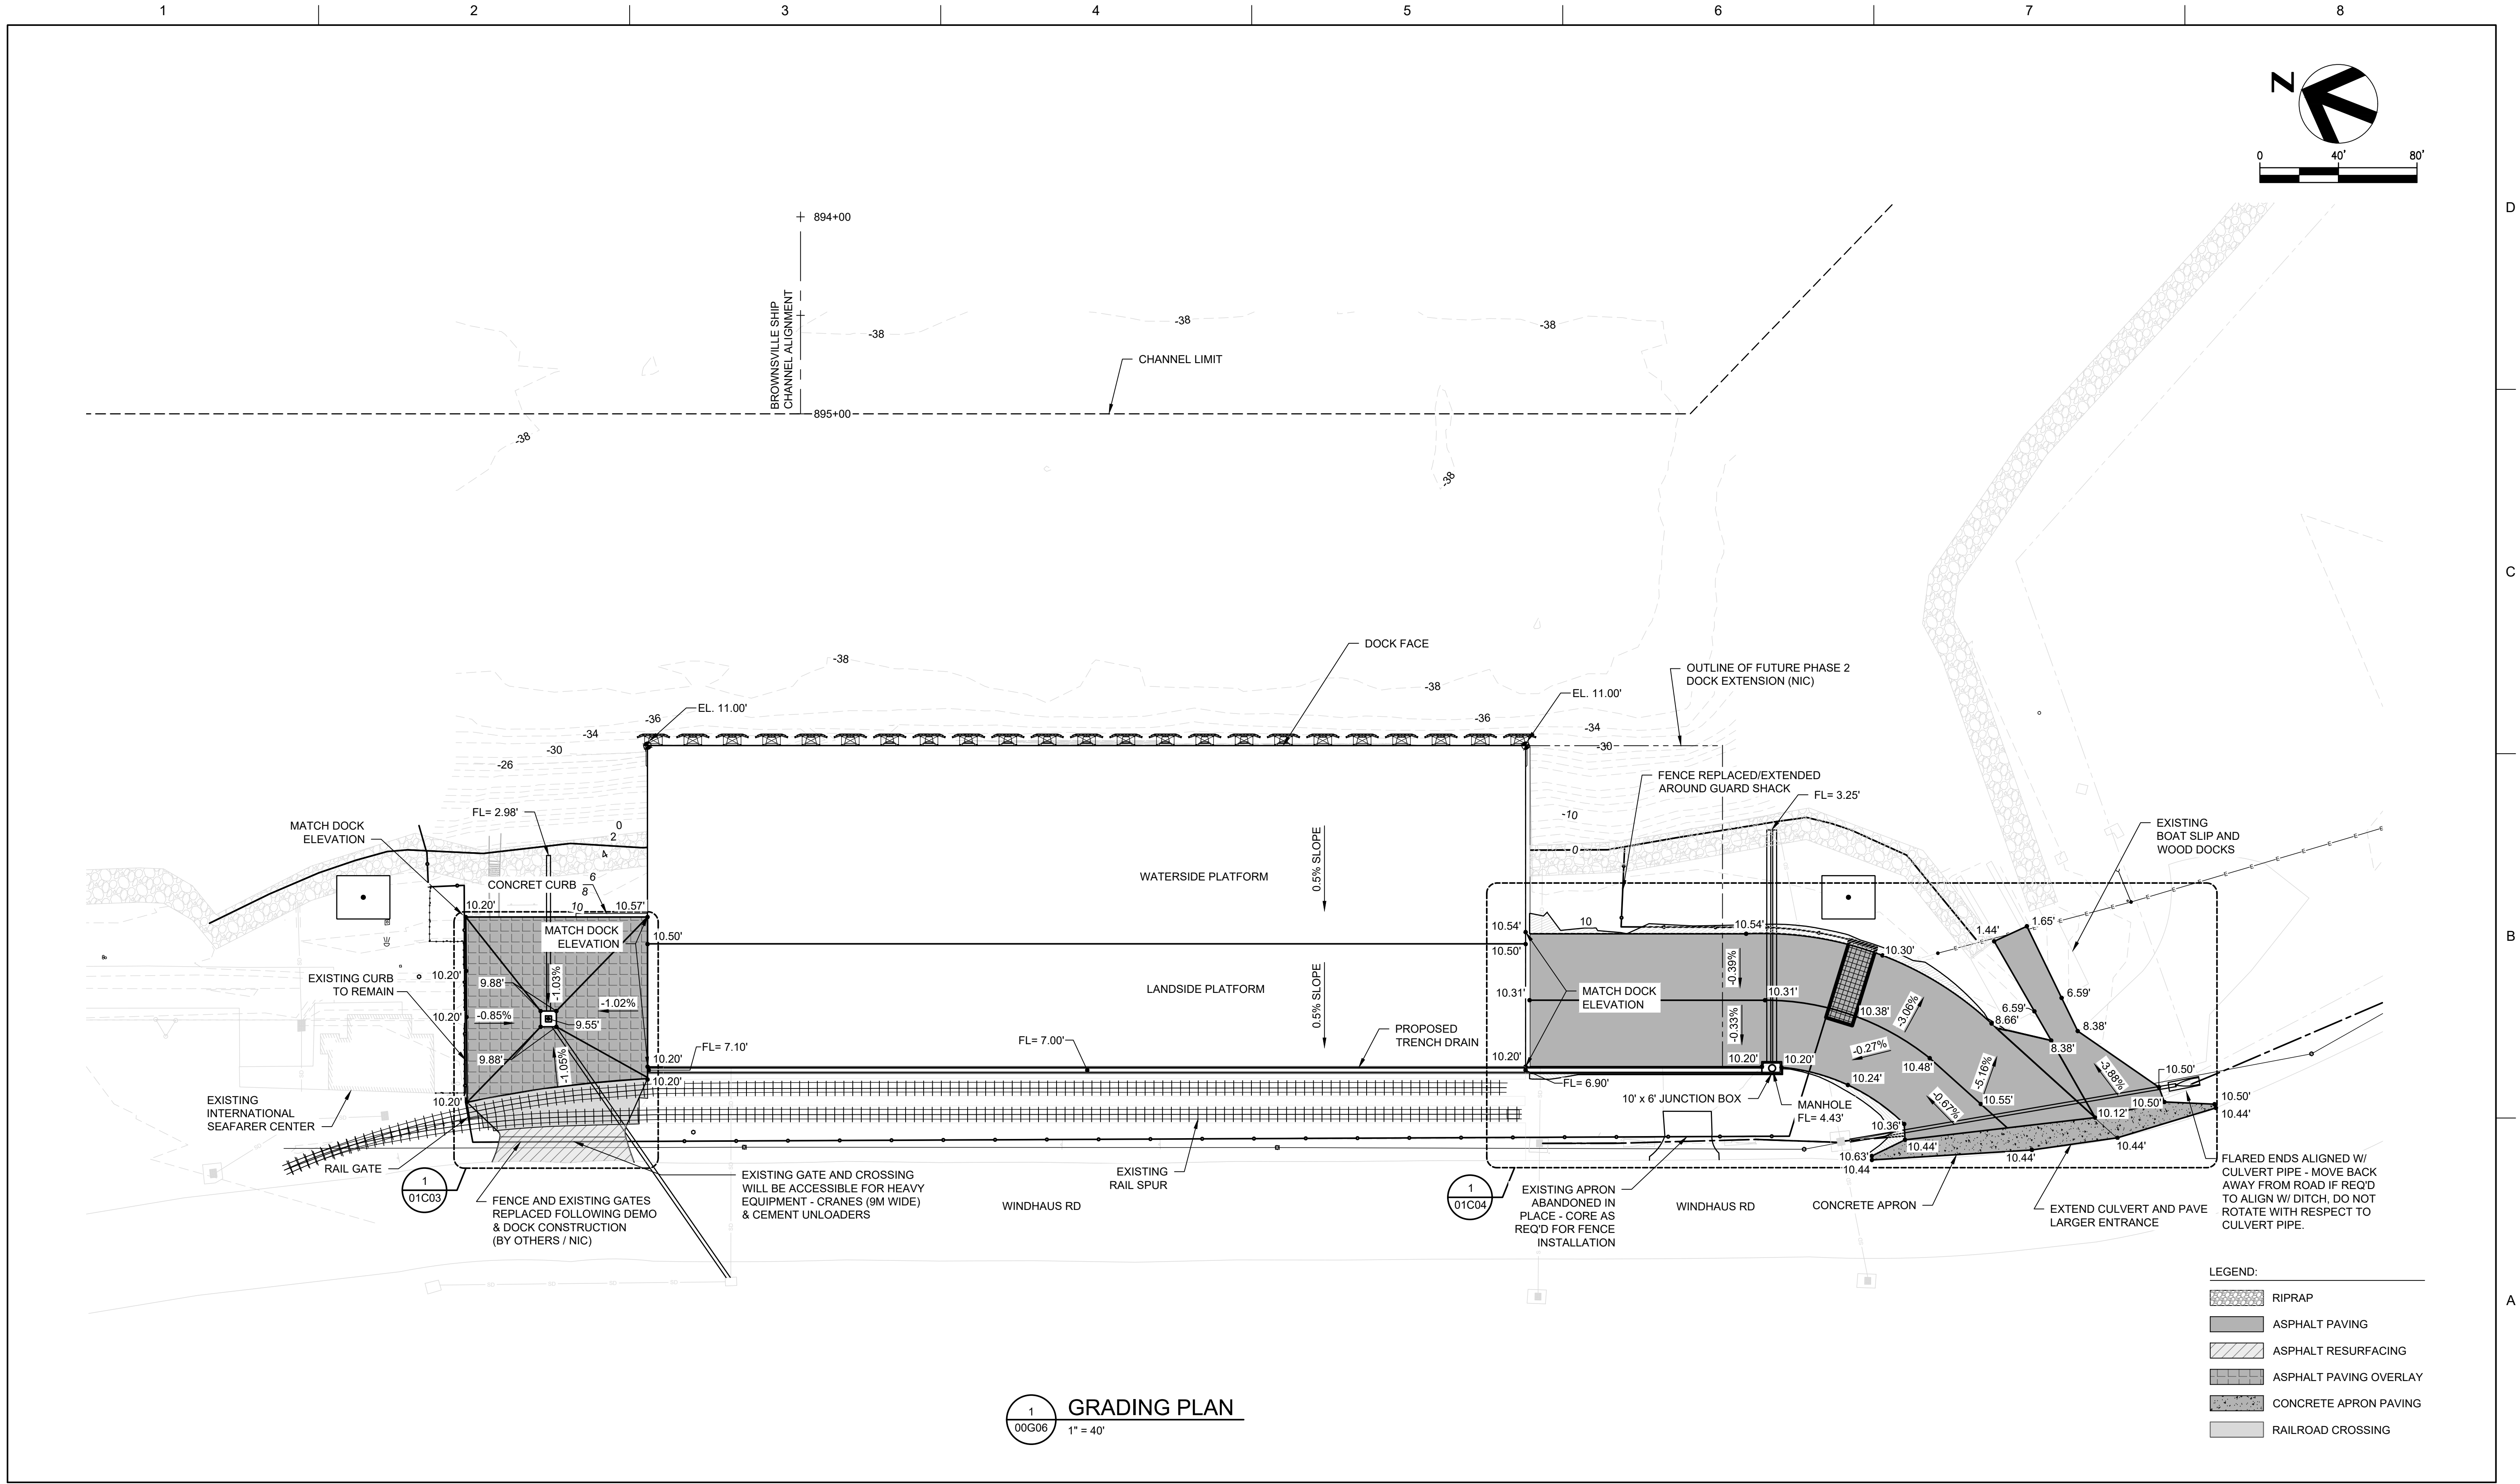 1 2 3 4 5 6 7 8
N
0 40' 80'
D
C
B
A
894+00
BROWNSVILLE SHIP
CHANNEL ALIGNMENT
895+00
-38
-38
-38
CHANNEL LIMIT
-38
-38
-38
-38
DOCK FACE
OUTLINE OF FUTURE PHASE 2
DOCK EXTENSION (NIC)
EL. 11.00'
EL. 11.00'
-36
-34
-30
-26
-36
-34
-30
-10
0
FENCE REPLACED/EXTENDED
AROUND GUARD SHACK
FL= 3.25'
FL= 2.98'
MATCH DOCK
ELEVATION
0
2
4
6
8
10
CONCRET CURB
EXISTING
BOAT SLIP AND
WOOD DOCKS
WATERSIDE PLATFORM
0.5% SLOPE
10.20'
10.57'
MATCH DOCK
ELEVATION
10.50'
10.54'
10.50'
10
10.54'
10.30'
1.44'
1.65'
EXISTING CURB
TO REMAIN
10.20'
9.88'
-1.03%
-1.02%
10.20'
-0.85%
9.55'
9.88'
-1.05%
LANDSIDE PLATFORM
0.5% SLOPE
10.31'
MATCH DOCK
ELEVATION
-0.39%
10.31'
-0.33%
10.38'
-3.06%
6.59'
6.59'
8.66'
8.38'
8.38'
PROPOSED
TRENCH DRAIN
FL= 7.10'
FL= 7.00'
10.20'
10.20'
10.20'
10.20'
10.20'
10.20'
FL= 6.90'
-0.27%
10.24'
10.48'
-5.16%
10.55'
-0.67%
-3.88%
10.50'
10.50'
10.50'
10.44'
10.12'
10' x 6' JUNCTION BOX
MANHOLE
FL= 4.43'
10.36'
10.44'
10.63'
10.44
10.44'
10.44'
EXISTING
INTERNATIONAL
SEAFARER CENTER
RAIL GATE
1
01C03
FENCE AND EXISTING GATES
REPLACED FOLLOWING DEMO
& DOCK CONSTRUCTION
(BY OTHERS / NIC)
EXISTING GATE AND CROSSING
WILL BE ACCESSIBLE FOR HEAVY
EQUIPMENT - CRANES (9M WIDE)
& CEMENT UNLOADERS
WINDHAUS RD
EXISTING
RAIL SPUR
1
01C04
EXISTING APRON
ABANDONED IN
PLACE - CORE AS
REQ'D FOR FENCE
INSTALLATION
WINDHAUS RD
CONCRETE APRON
EXTEND CULVERT AND PAVE
LARGER ENTRANCE
FLARED ENDS ALIGNED W/
CULVERT PIPE - MOVE BACK
AWAY FROM ROAD IF REQ'D
TO ALIGN W/ DITCH, DO NOT
ROTATE WITH RESPECT TO
CULVERT PIPE.
LEGEND:
RIPRAP
ASPHALT PAVING
ASPHALT RESURFACING
ASPHALT PAVING OVERLAY
CONCRETE APRON PAVING
RAILROAD CROSSING
1
00G06
GRADING PLAN
1" = 40'